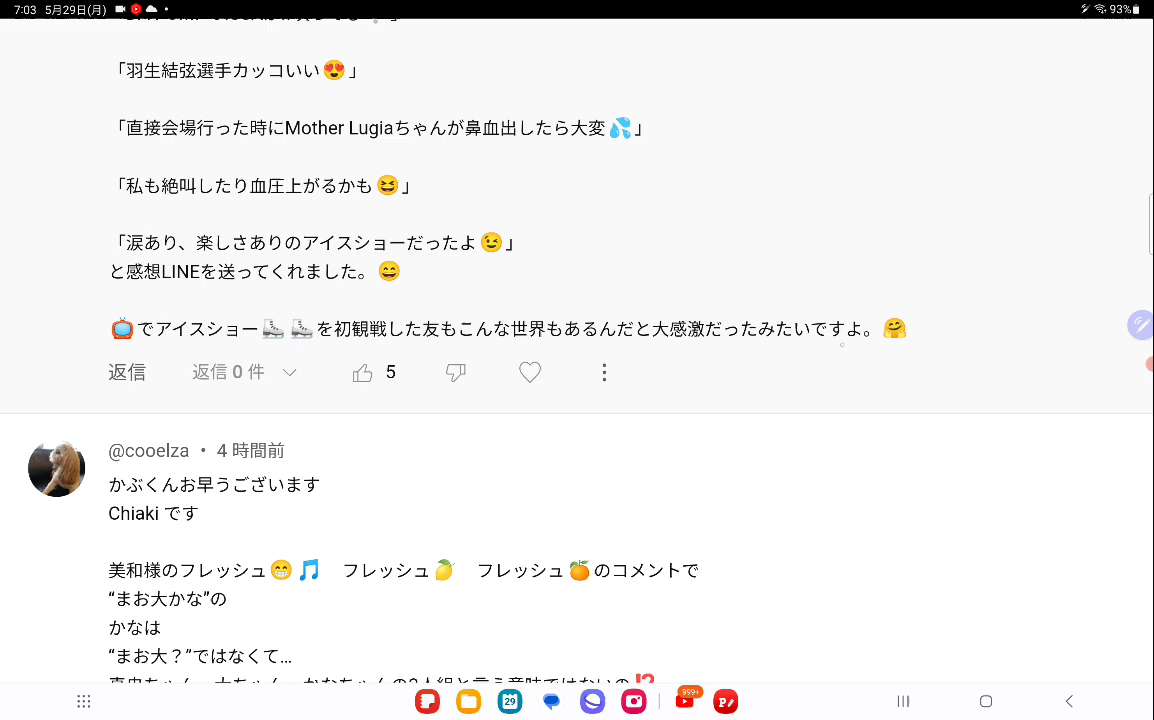 7:03 5月29日(月) 93%
「羽生結弦選手カッコいい😍」
「直接会場行った時にMother Lugiaちゃんが鼻血出したら大変💦」
「私も絶叫したり血圧上がるかも😆」
「涙あり、楽しさありのアイスショーだったよ😉」
と感想LINEを送ってくれました。😄
📺でアイスショー⛸️⛸️を初観戦した友もこんな世界もあるんだと大感激だったみたいですよ。🤗
返信 返信 0 件 5
@cooelza ・ 4 時間前
かぶくんお早うございます
Chiaki です
美和様のフレッシュ😁🎵 フレッシュ🍋 フレッシュ🍊のコメントで
“まお大かな”の
かなは
“まお大？”ではなくて…
29 999+